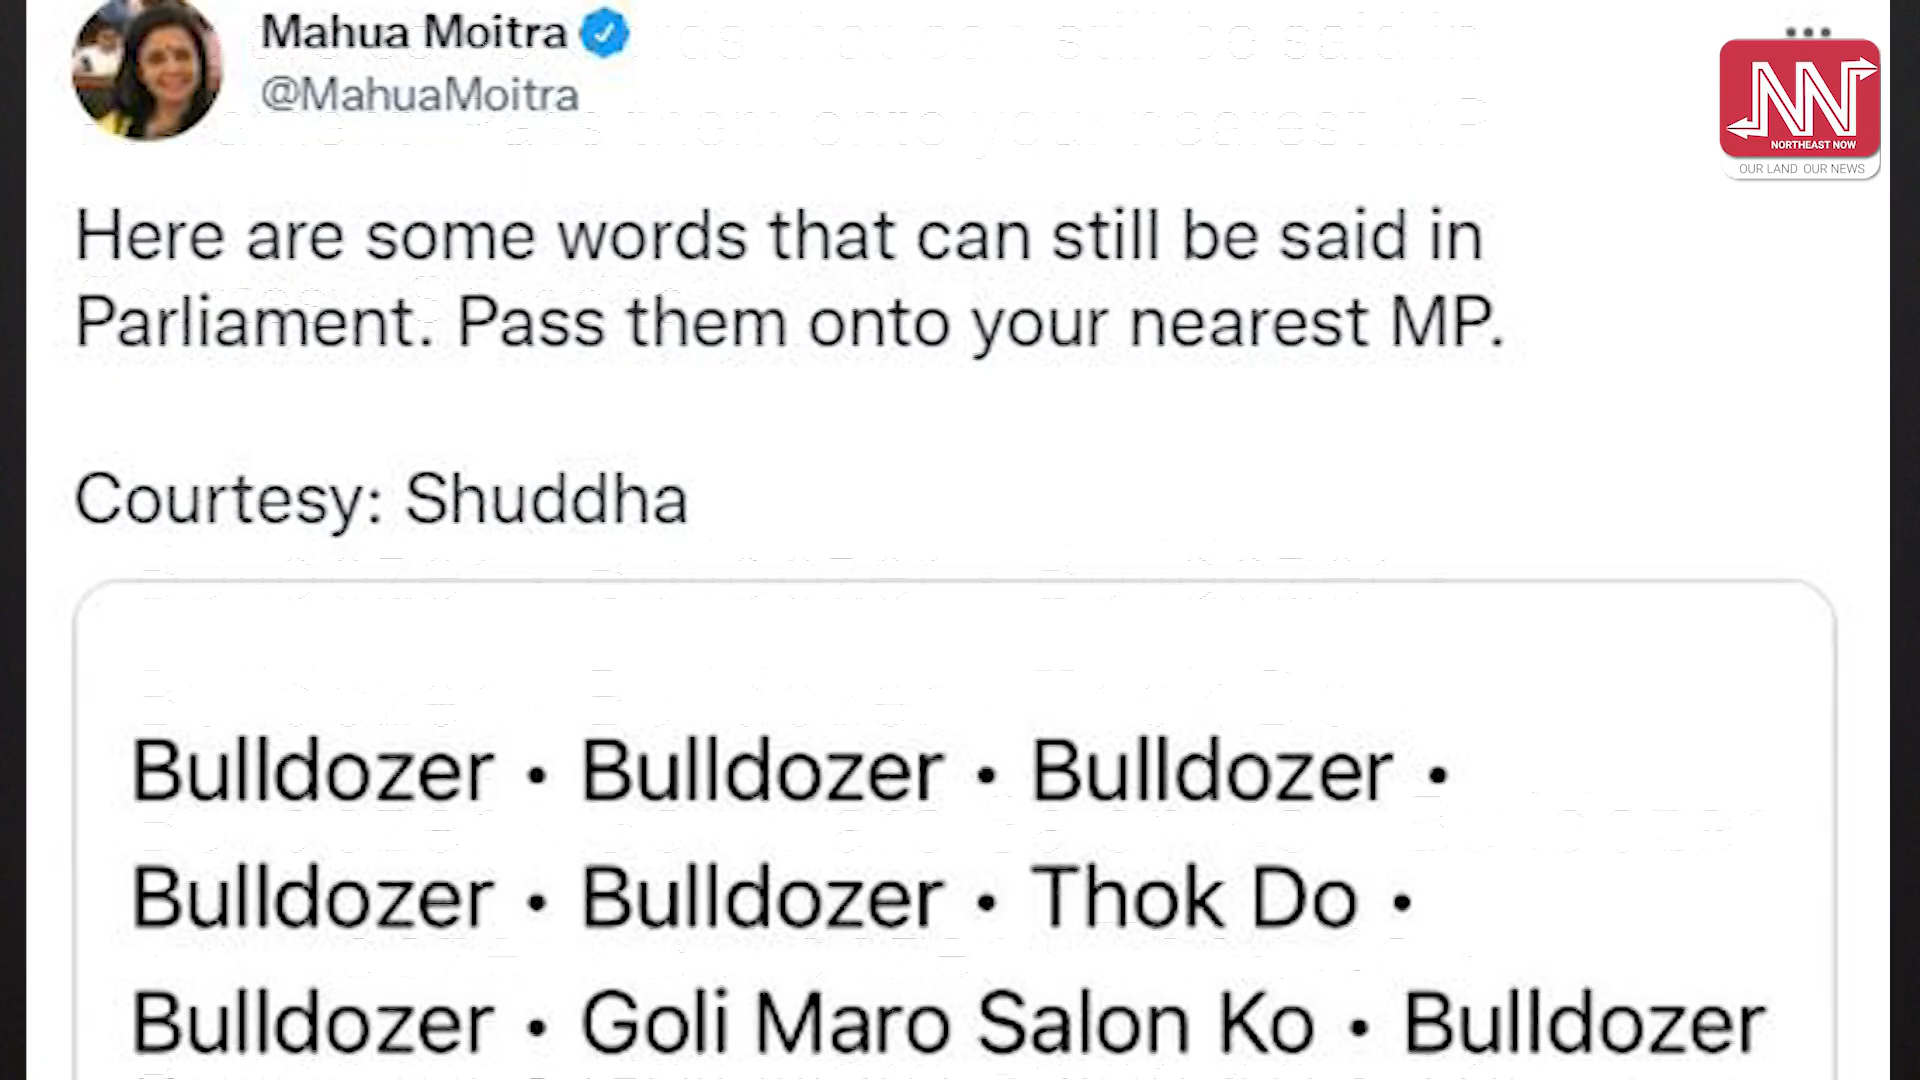 Mahua Moitra
@MahuaMoitra
NORTHEAST NOW
OUR LAND OUR NEWS
Here are some words that can still be said in
Parliament. Pass them onto your nearest MP.
Courtesy: Shuddha
Bulldozer • Bulldozer • Bulldozer •
Bulldozer • Bulldozer • Thok Do •
Bulldozer • Goli Maro Salon Ko • Bulldozer